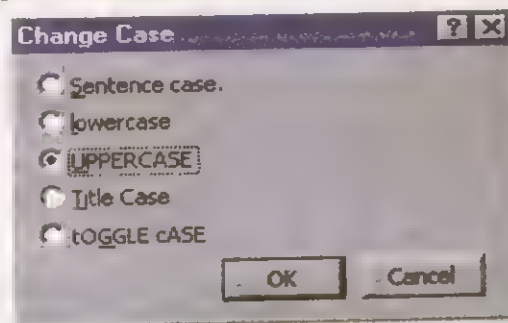 Change Case
Sentence case.
lowercase
UPPERCASE
Title Case
tOGGLE cASE
OK Cancel